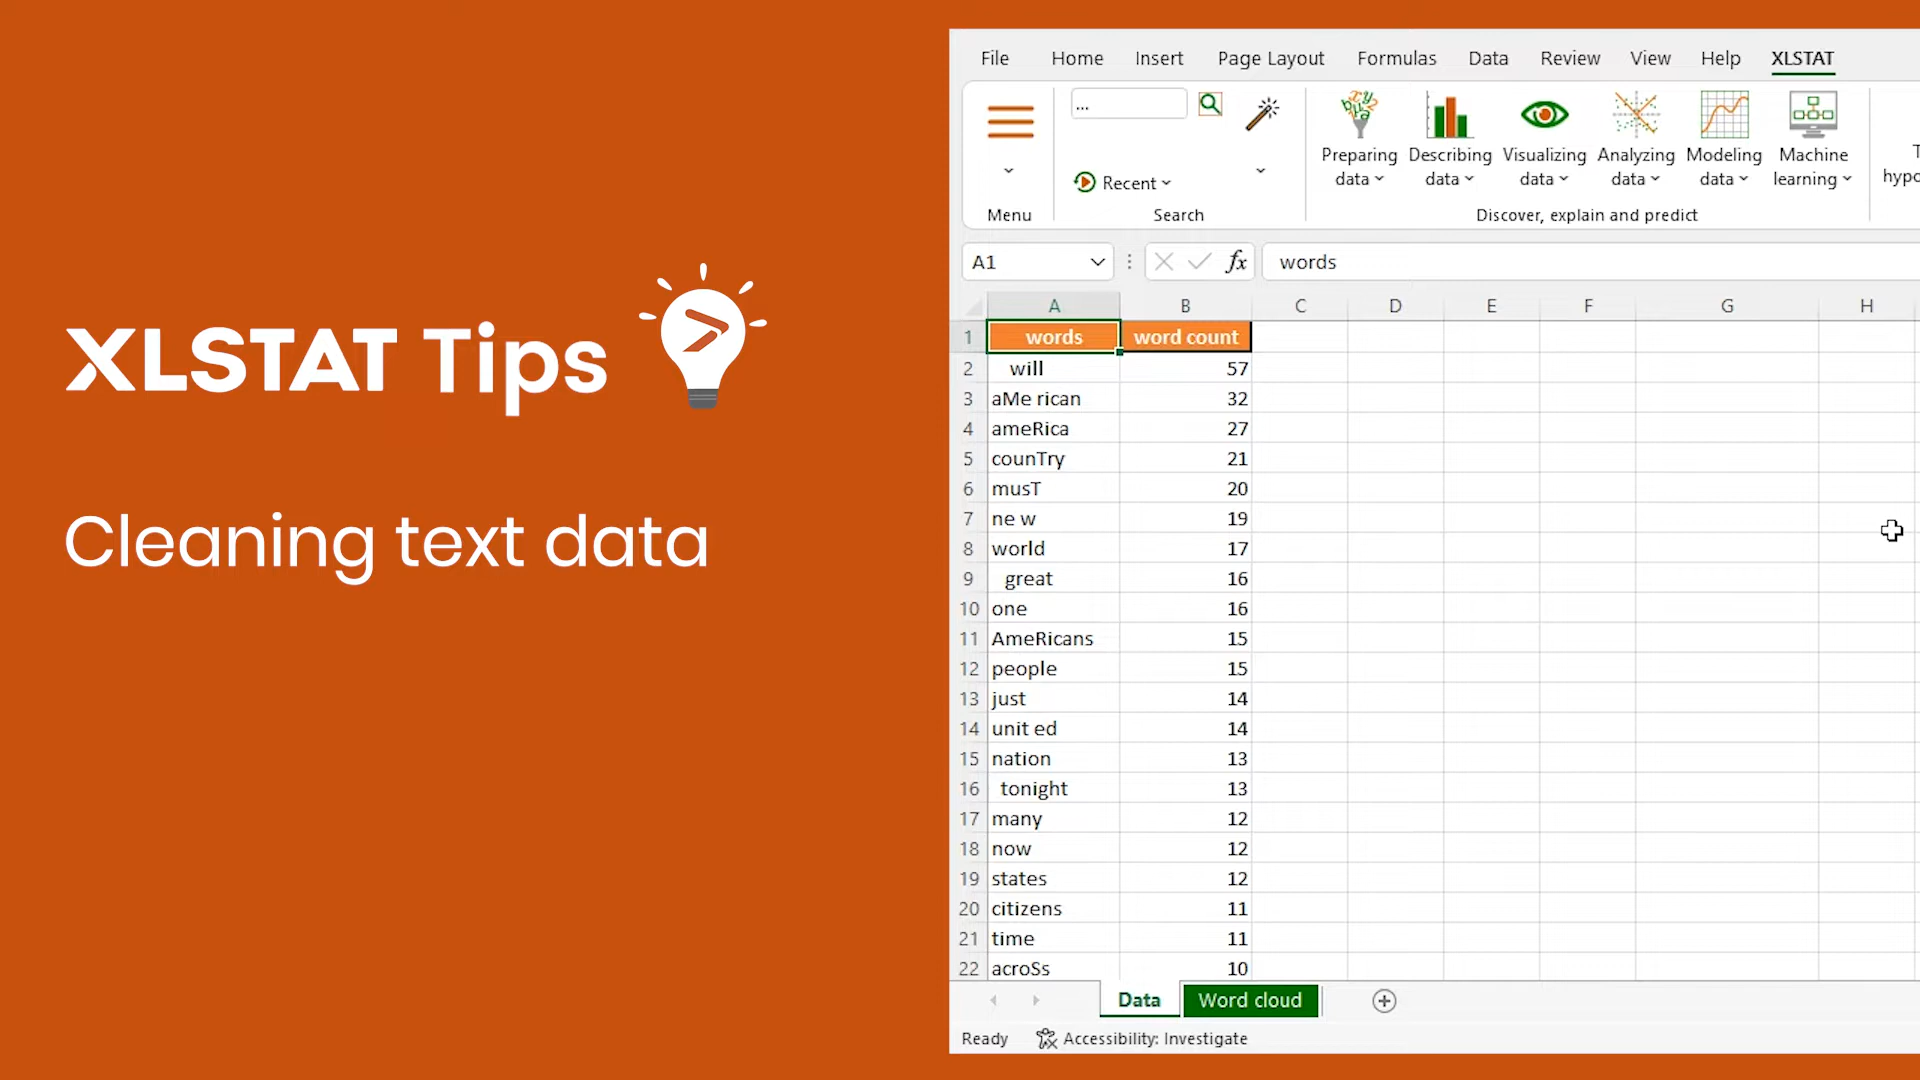 XLSTAT Tips
Cleaning text data
File Home Insert Page Layout Formulas Data Review View Help XLSTAT
...
Recent
Preparing data
Describing data
Visualizing data
Analyzing data
Modeling data
Machine learning
Menu
Search
Discover, explain and predict
A1
fx
words
A B C D E F G H
1 words word count
2 will 57
3 aMe rican 32
4 ameRica 27
5 counTry 21
6 musT 20
7 ne w 19
8 world 17
9 great 16
10 one 16
11 AmeRicans 15
12 people 15
13 just 14
14 unit ed 14
15 nation 13
16 tonight 13
17 many 12
18 now 12
19 states 12
20 citizens 11
21 time 11
22 acroSs 10
Data Word cloud
Ready Accessibility: Investigate